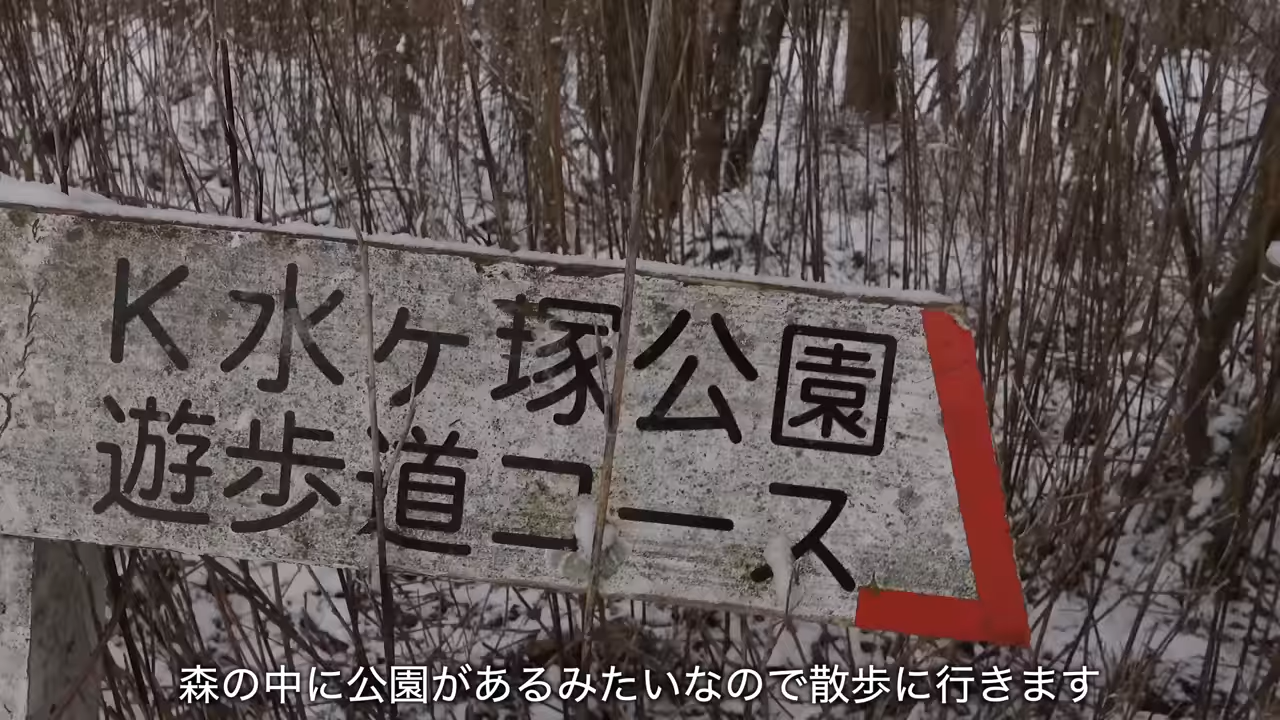 K水ヶ塚公園
遊歩道コース
森の中に公園があるみたいなので散歩に行きます